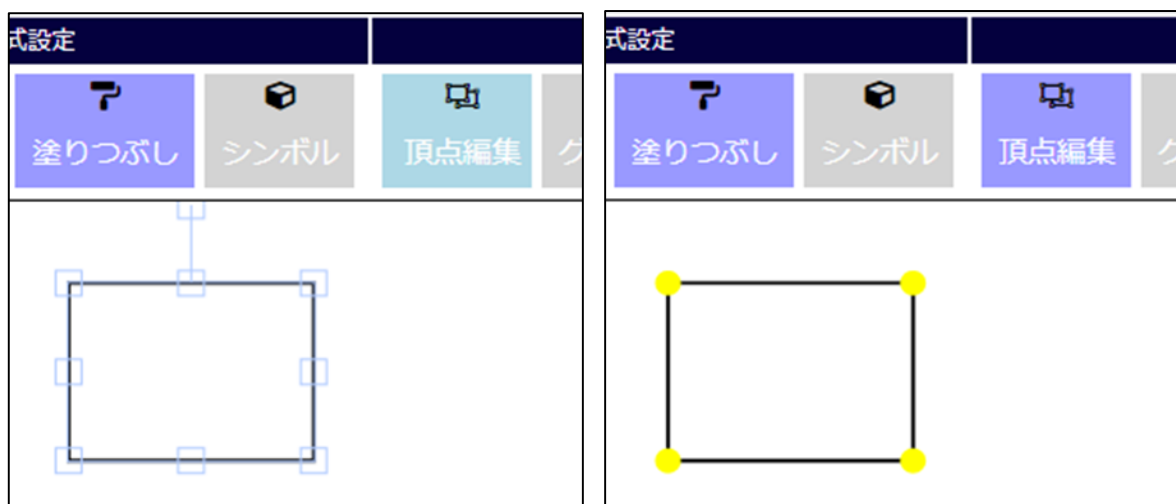 式設定
塗りつぶし シンボル 頂点編集 グ
式設定
塗りつぶし シンボル 頂点編集